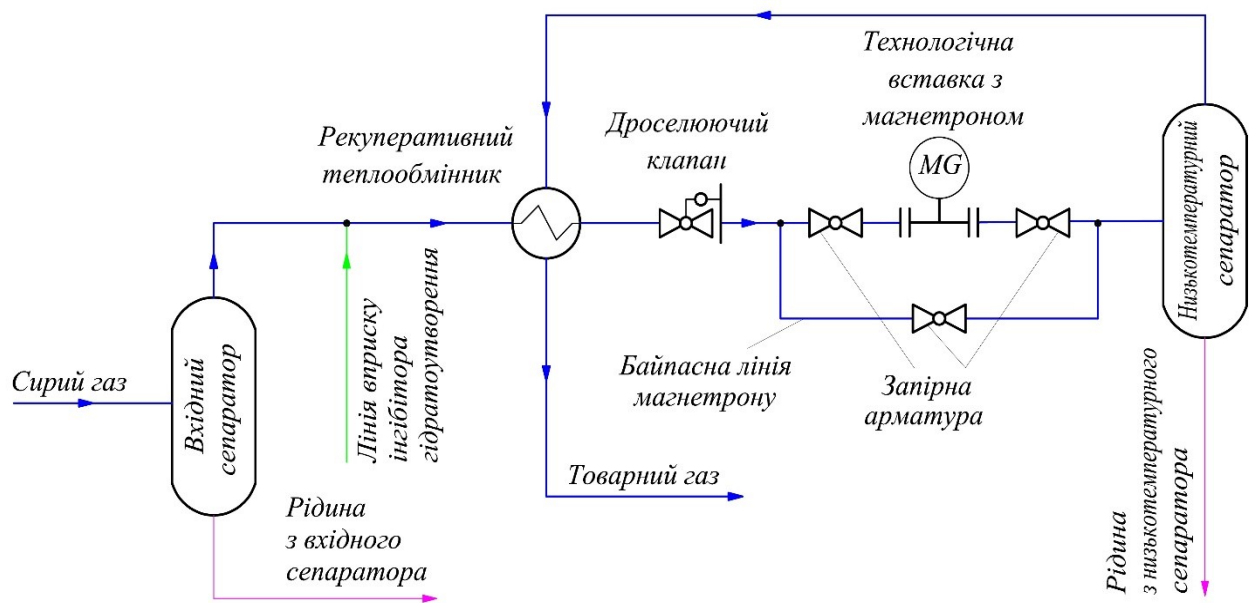 Технологічна
вставка з
магнетроном
Дроселюючий
клапан
Рекуперативний
теплообмінник
MG
Низкотемпературний
сепаратор
Сирий газ
Вхідний
сепаратор
Лінія вприску
інгібітора
гідратоутворення
Байпасна лінія
магнетрону
Запірна
арматура
Товарний газ
Рідина
з вхідного
сепаратора
Рідина
з низькотемпературного
сепаратора